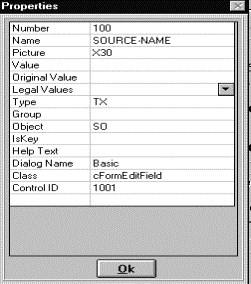 Properties
Number 100
Name SOURCE-NAME
Picture X30
Value
Original Value
Legal Values
Type TX
Group
Object SO
IsKey
Help Text
Dialog Name Basic
Class cFormEditField
Control ID 1001
Ok